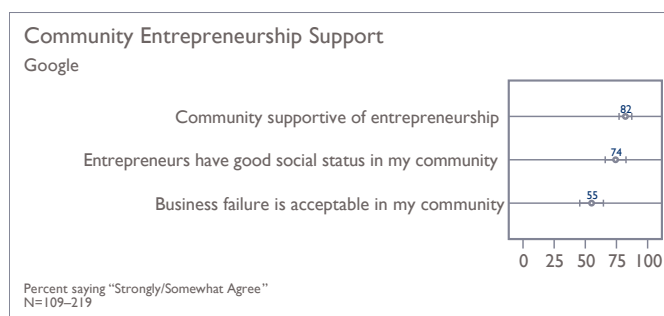 Community Entrepreneurship Support
Google
82
Community supportive of entrepreneurship
74
Entrepreneurs have good social status in my community
55
Business failure is acceptable in my community
0 25 50 75 100
Percent saying “Strongly/Somewhat Agree”
N=109–219